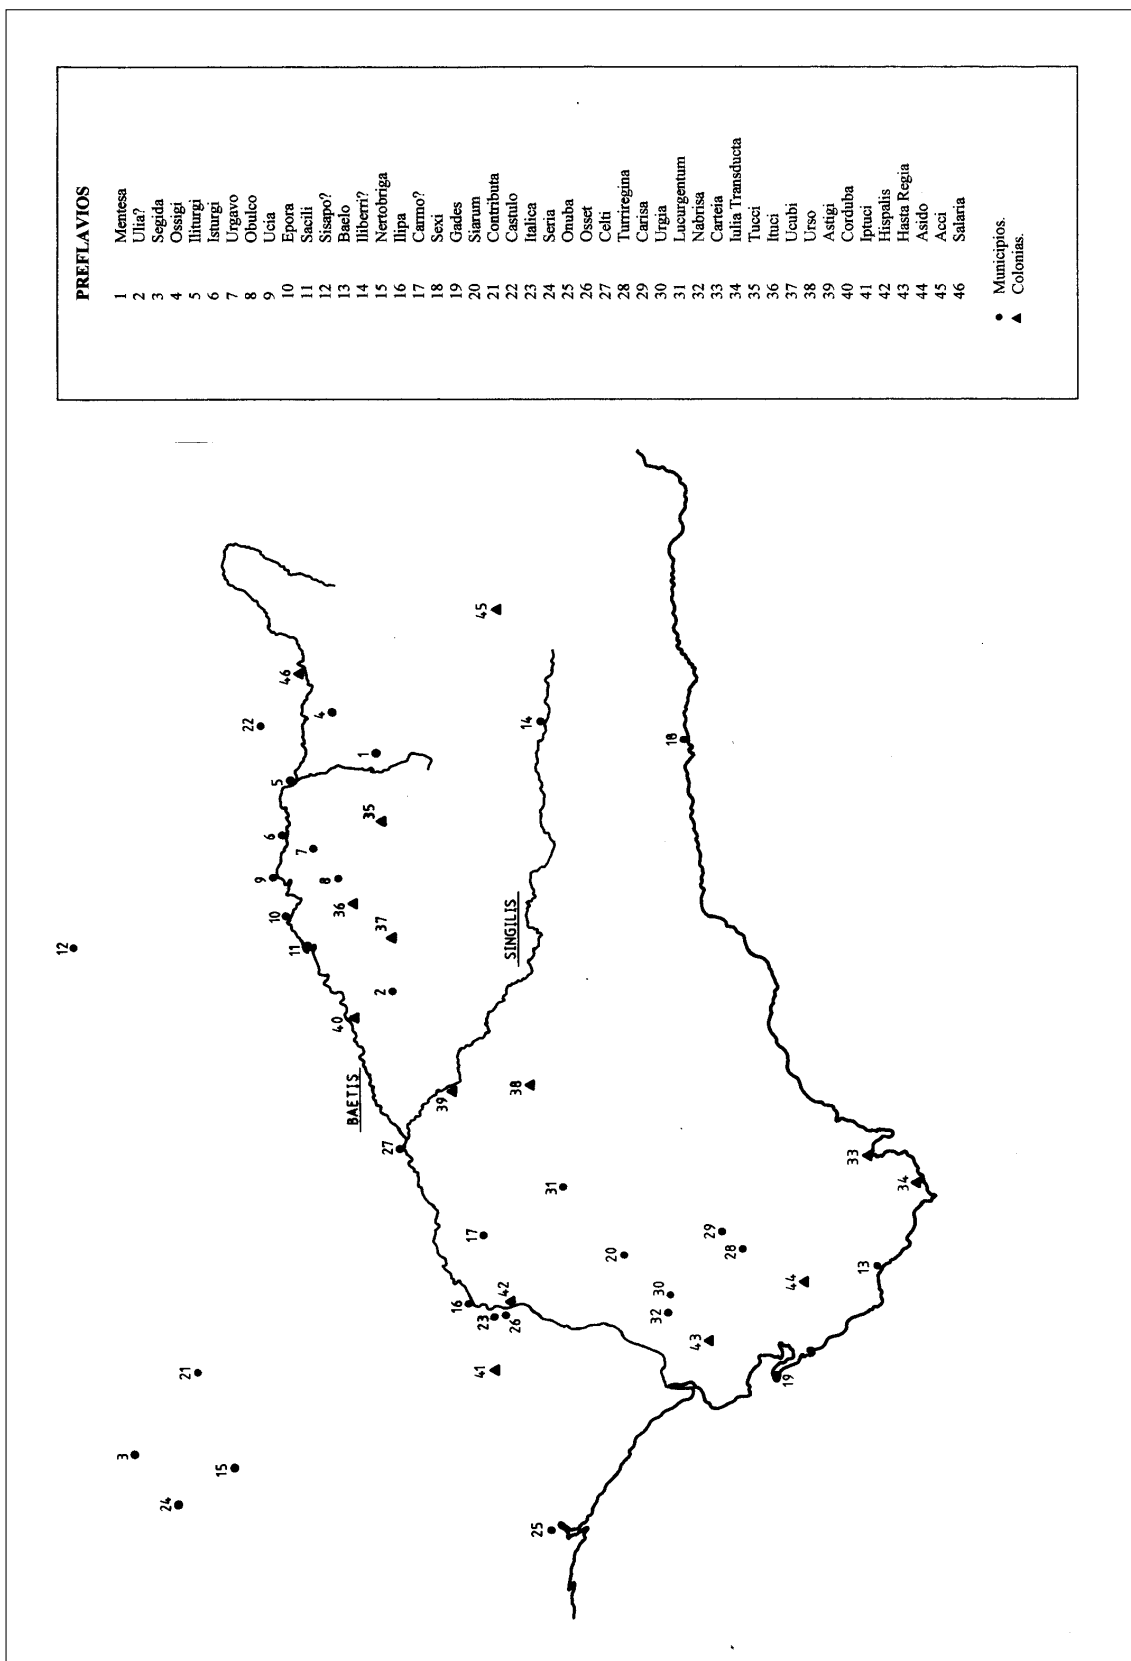 PREFLAVIOS
1 Mentesa
2 Ulia?
3 Segida
4 Ossigi
5 Iliturgi
6 Isturgi
7 Urgavo
8 Obulco
9 Ucia
10 Epora
11 Sacili
12 Sisapo?
13 Baelo
14 Iliberri?
15 Nertobriga
16 Ilipa
17 Carmo?
18 Sexi
19 Gades
20 Siarum
21 Contributa
22 Castulo
23 Italica
24 Seria
25 Onuba
26 Osset
27 Celti
28 Turriregina
29 Carisa
30 Urgia
31 Lucurgentum
32 Nabrisa
33 Carteia
34 Iulia Transducta
35 Tucci
36 Ituci
37 Ucubi
38 Urso
39 Astigi
40 Corduba
41 Iptuci
42 Hispalis
43 Hasta Regia
44 Asido
45 Acci
46 Salaria
● Municipios.
▲ Colonias.
12
22
46
9
6
5
4
10
7
11
8
1
36
35
45
40
37
2
BAETIS
SINGILIS
14
3
21
27
39
24
15
38
18
16
17
23
42
26
41
31
25
20
30
32
29
28
43
44
33
19
13
34